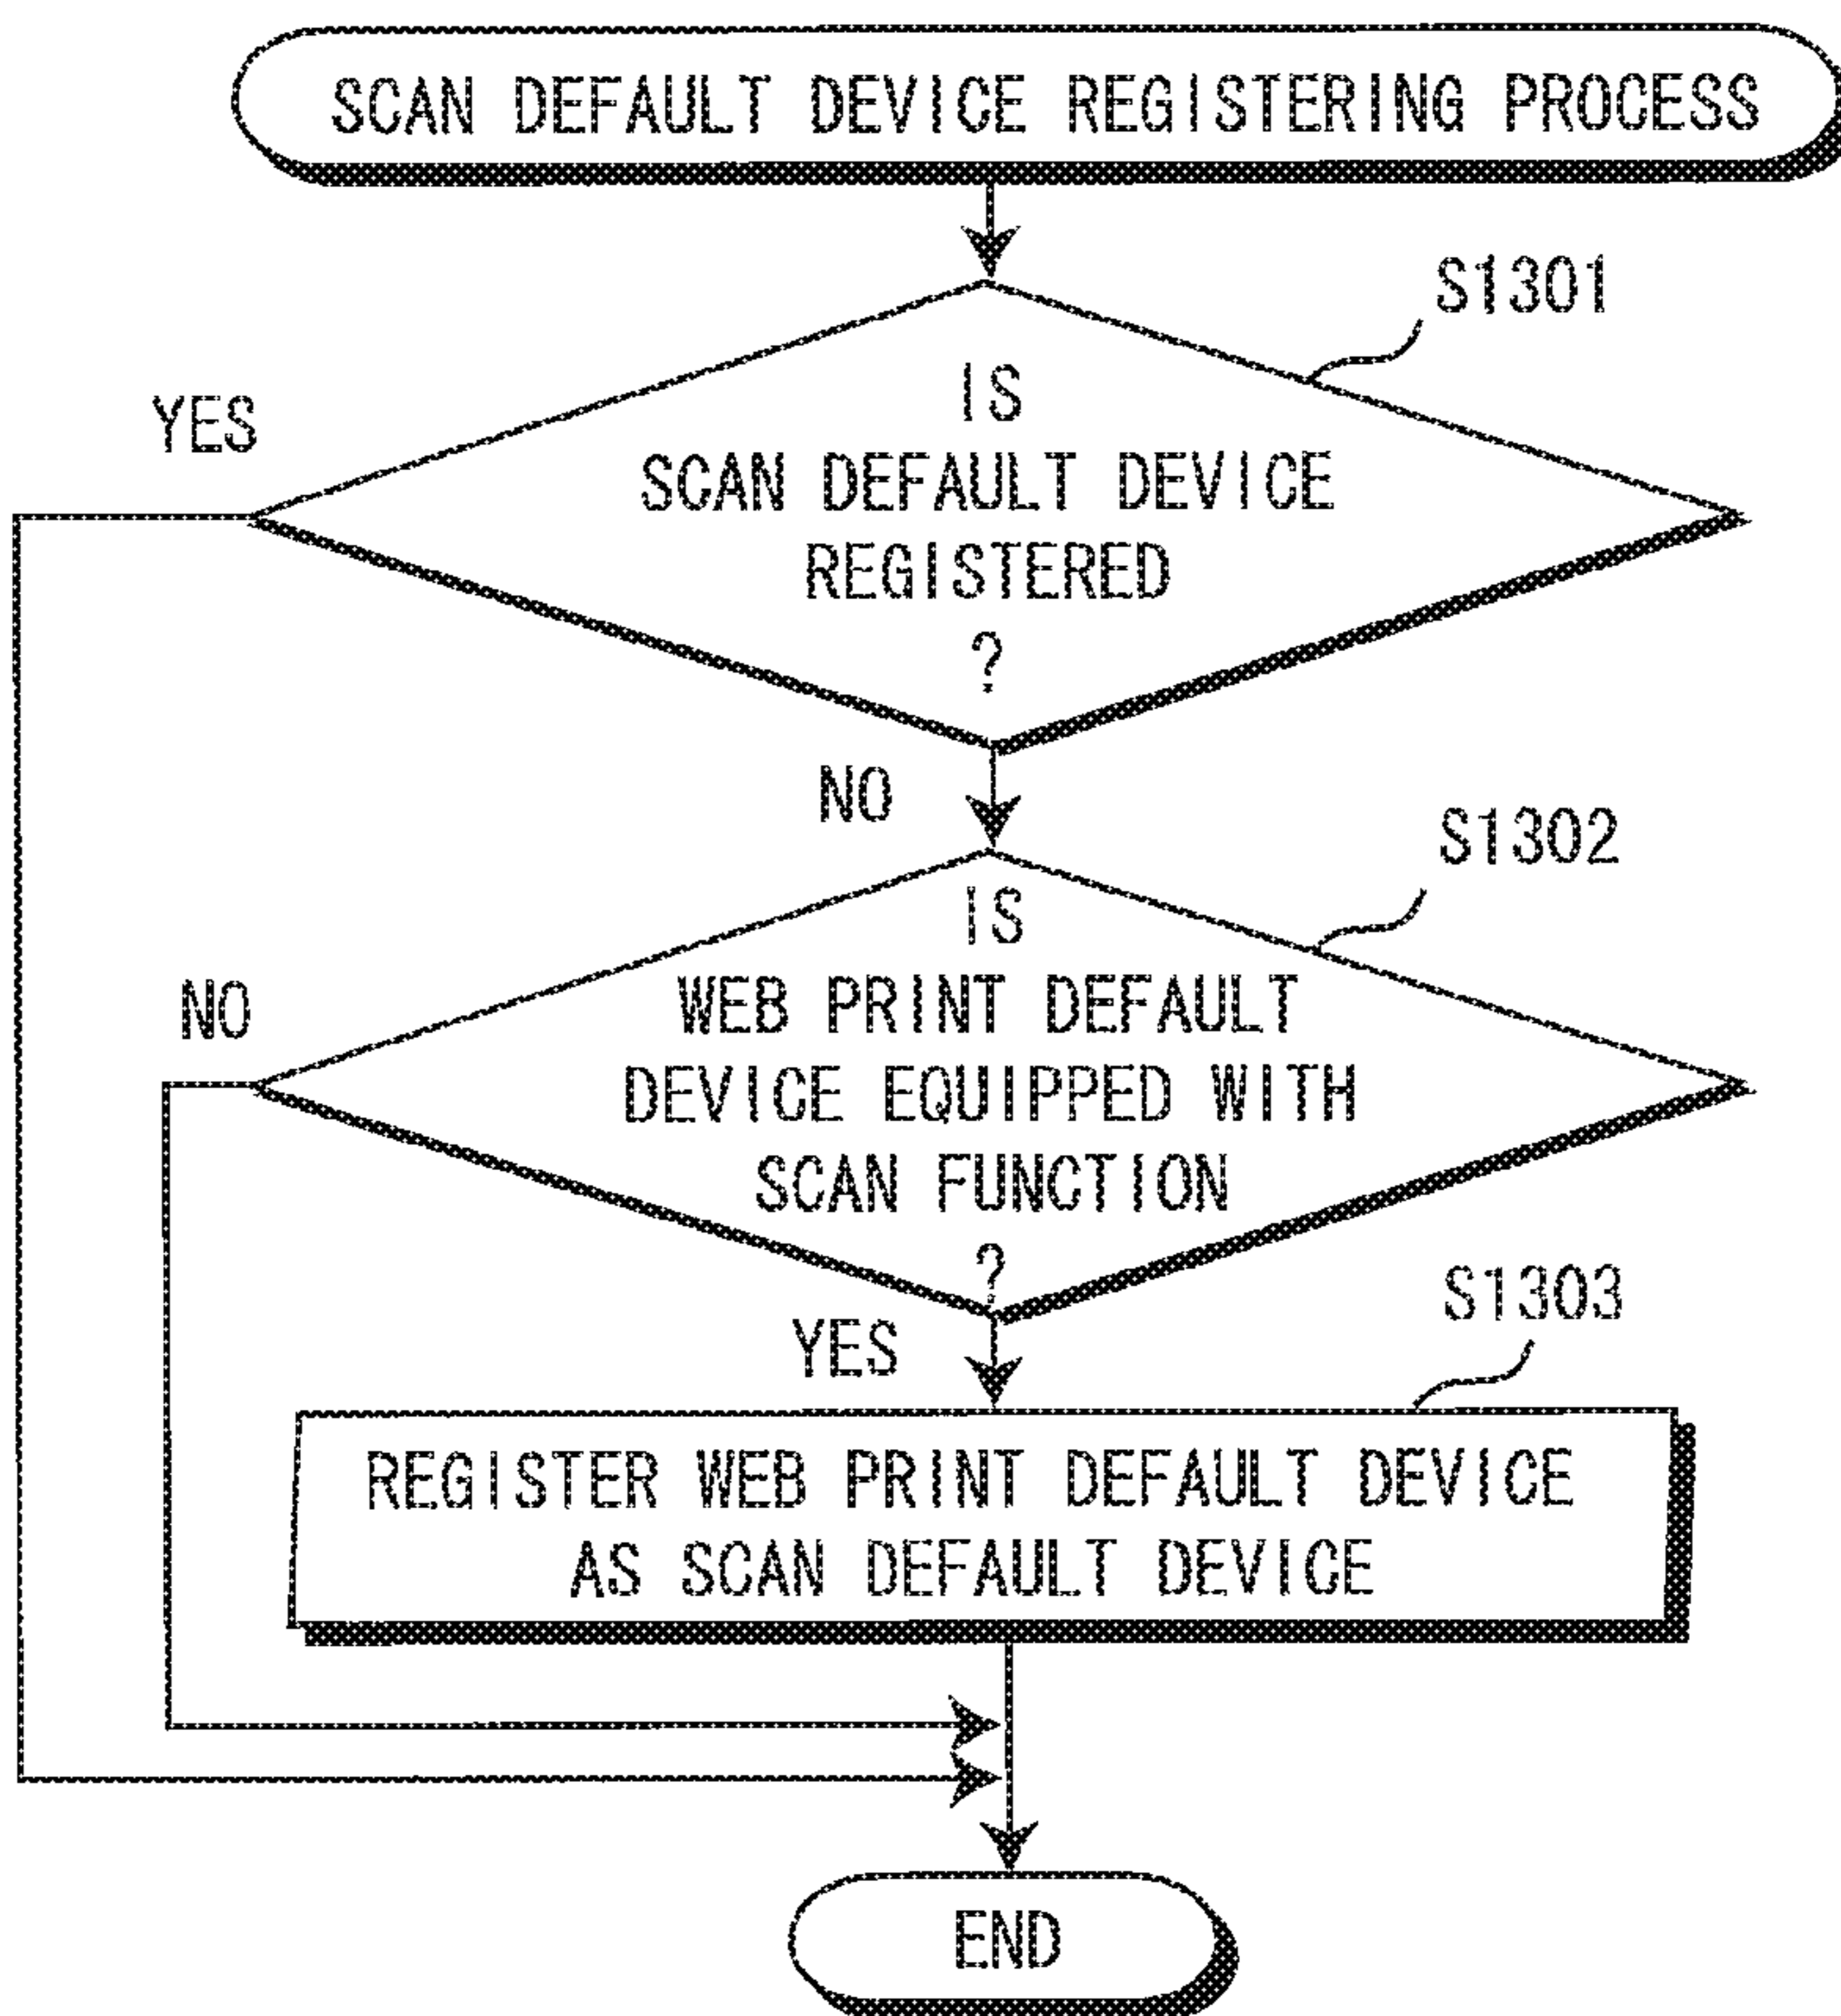 SCAN DEFAULT DEVICE REGISTERING PROCESS
S1301
YES
IS
SCAN DEFAULT DEVICE
REGISTERED
?
NO
S1302
IS
NO
WEB PRINT DEFAULT
DEVICE EQUIPPED WITH
SCAN FUNCTION
?
S1303
YES
REGISTER WEB PRINT DEFAULT DEVICE
AS SCAN DEFAULT DEVICE
END